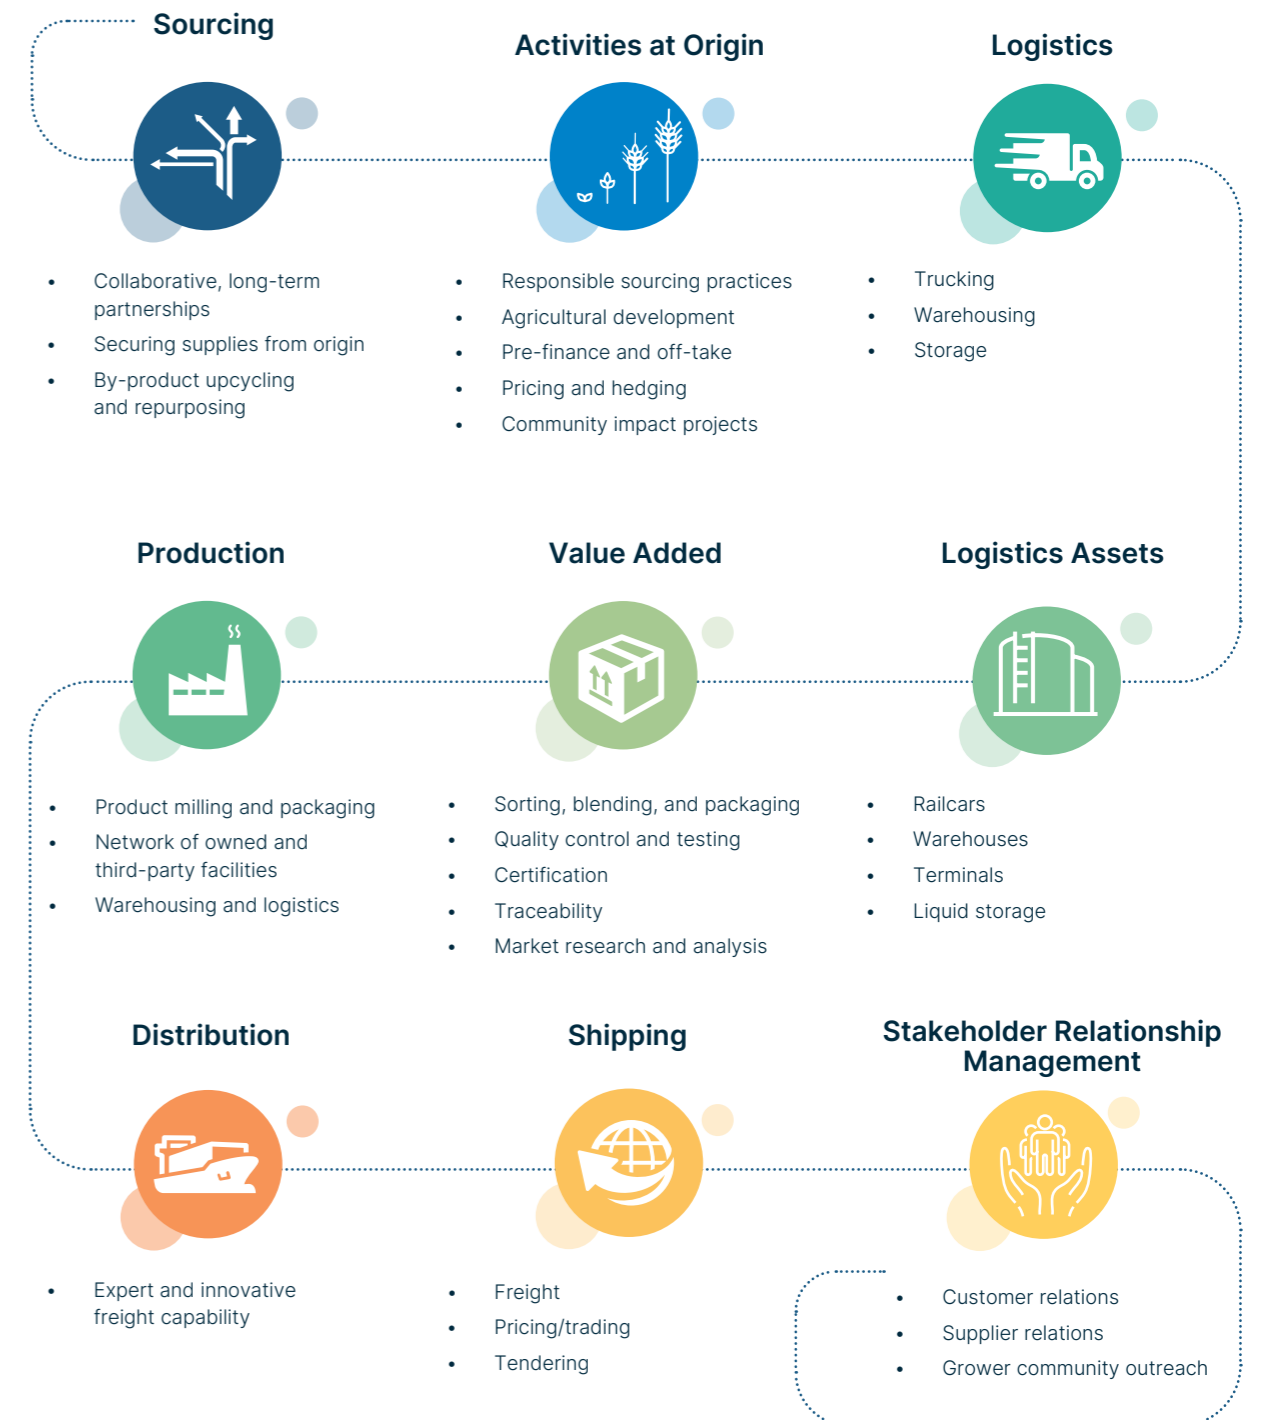 Sourcing
Activities at Origin
Logistics
• Collaborative, long-term
partnerships
• Securing supplies from origin
• By-product upcycling
and repurposing
• Responsible sourcing practices
• Agricultural development
• Pre-finance and off-take
• Pricing and hedging
• Community impact projects
• Trucking
• Warehousing
• Storage
Production
Value Added
Logistics Assets
• Product milling and packaging
• Network of owned and
third-party facilities
• Warehousing and logistics
• Sorting, blending, and packaging
• Quality control and testing
• Certification
• Traceability
• Market research and analysis
• Railcars
• Warehouses
• Terminals
• Liquid storage
Distribution
Shipping
Stakeholder Relationship
Management
• Expert and innovative
freight capability
• Freight
• Pricing/trading
• Tendering
• Customer relations
• Supplier relations
• Grower community outreach